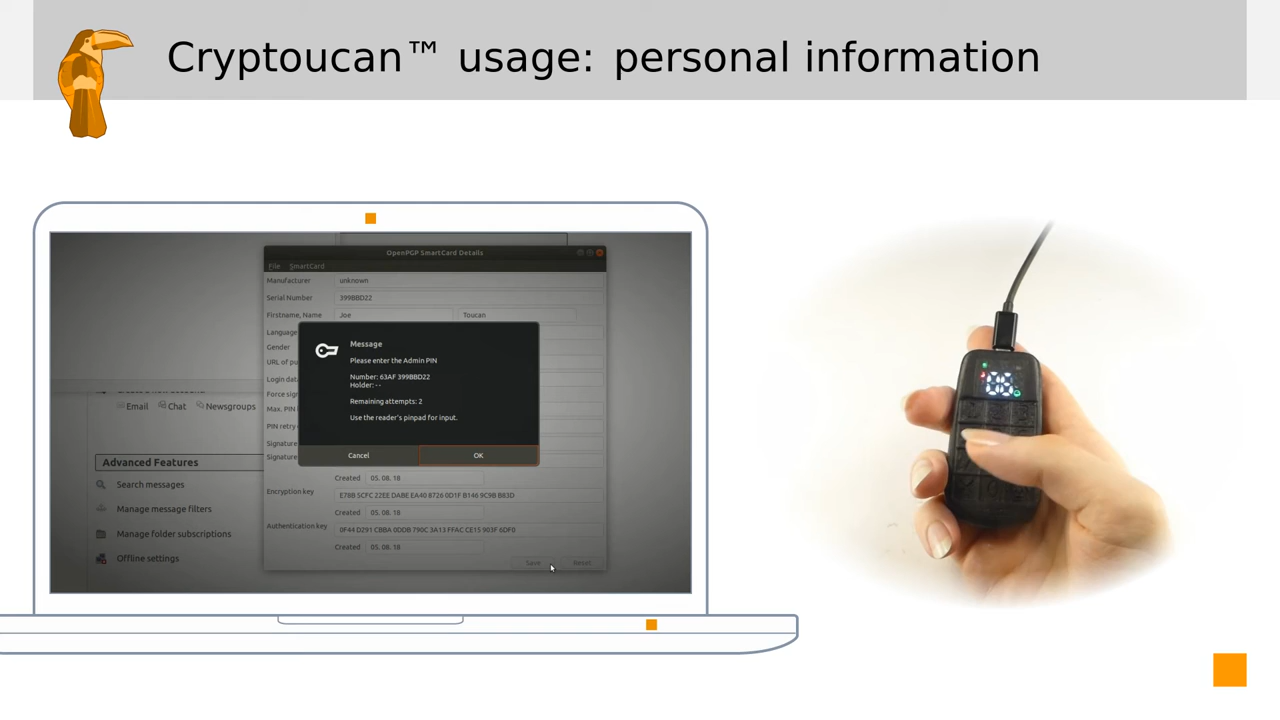 Cryptoucan™ usage: personal information
OpenPGP SmartCard Details
File SmartCard
Manufacturer unknown
Serial Number 399BBD22
Firstname, Name Joe Toucan
Language
Gender
URL of pu
Login data
Force sign
Max. PIN l
PIN retry c
Signature
Signature
Message
Please enter the Admin PIN
Number: 63AF 399BBD22
Holder: --
Remaining attempts: 2
Use the reader's pinpad for input.
Cancel OK
Created 05. 08. 18
Encryption key E78B 5CFC 22EE DABE EA40 8726 0D1F B146 9C9B B83D
Created 05. 08. 18
Authentication key 0F44 D291 CBBA 0DDB 790C 3A13 FFAC CE15 903F 6DF0
Created 05. 08. 18
Save Reset
Email Chat Newsgroups
Advanced Features
Search messages
Manage message filters
Manage folder subscriptions
Offline settings